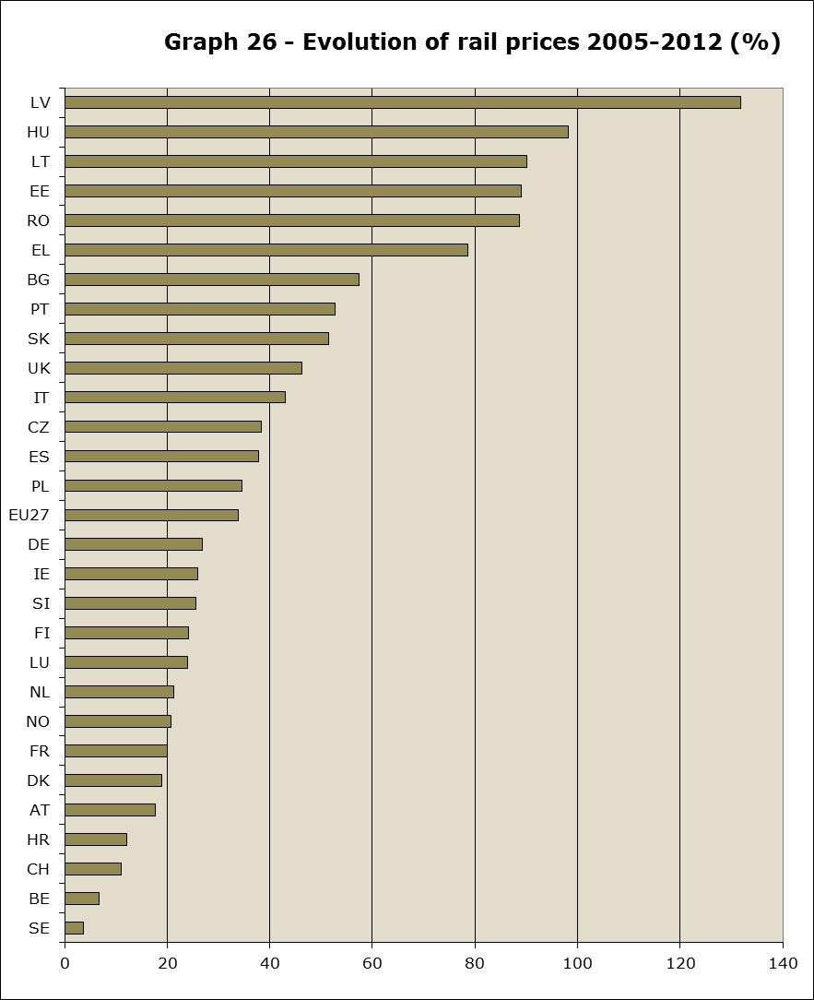 Graph 26 - Evolution of rail prices 2005-2012 (%)
LV
HU
LT
EE
RO
EL
BG
PT
SK
UK
IT
CZ
ES
PL
EU27
DE
IE
SI
FI
LU
NL
NO
FR
DK
AT
HR
CH
BE
SE
0 20 40 60 80 100 120 140